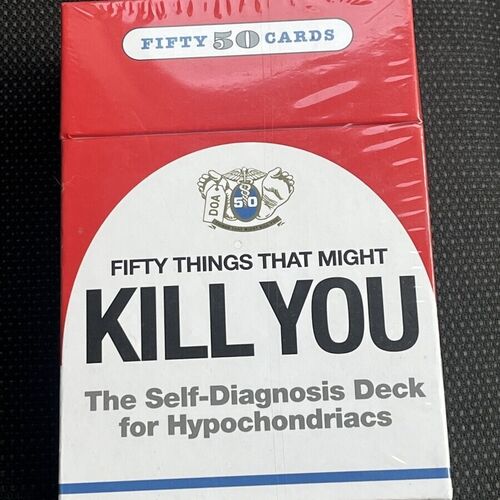 FIFTY 50 CARDS
DOA
50
FIFTY THINGS THAT MIGHT
KILL YOU
The Self-Diagnosis Deck
for Hypochondriacs